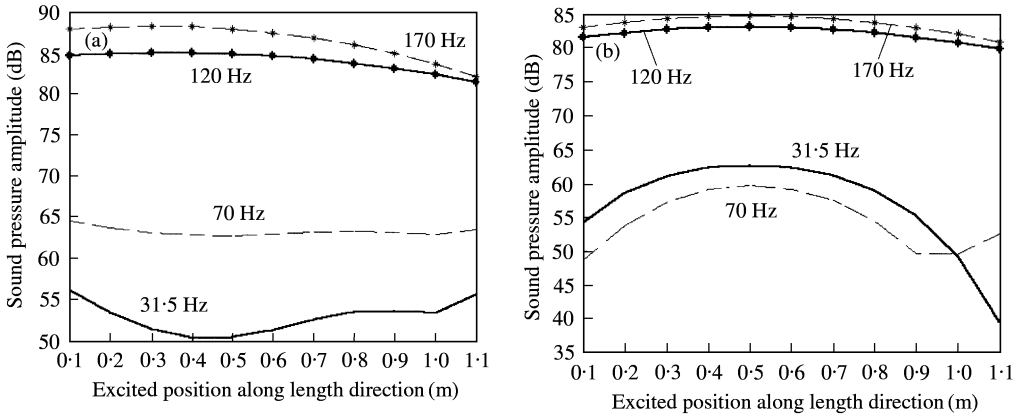 90
85
80
75
70
65
60
55
50
Sound pressure amplitude (dB)
(a)
170 Hz
120 Hz
70 Hz
31·5 Hz
0·1 0·2 0·3 0·4 0·5 0·6 0·7 0·8 0·9 1·0 1·1
Excited position along length direction (m)
85
80
75
70
65
60
55
50
45
40
35
Sound pressure amplitude (dB)
(b)
120 Hz
170 Hz
31·5 Hz
70 Hz
0·1 0·2 0·3 0·4 0·5 0·6 0·7 0·8 0·9 1·0 1·1
Excited position along length direction (m)